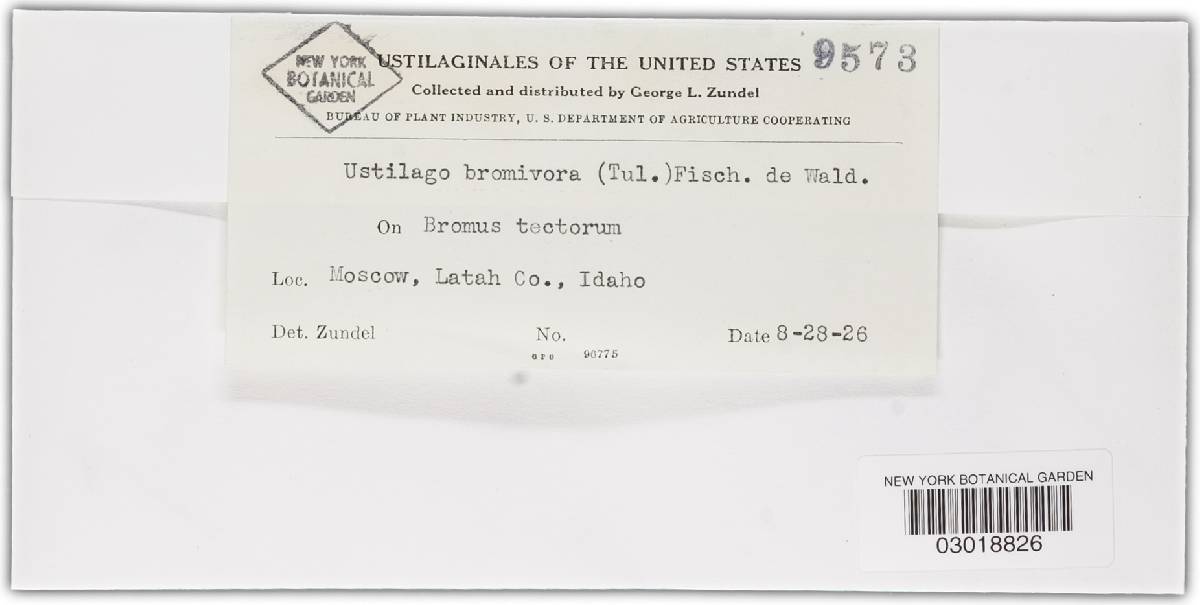 NEW YORK
BOTANICAL
GARDEN
USTILAGINALES OF THE UNITED STATES 9573
Collected and distributed by George L. Zundel
BUREAU OF PLANT INDUSTRY, U. S. DEPARTMENT OF AGRICULTURE COOPERATING
Ustilago bromivora (Tul.)Fisch. de Wald.
On Bromus tectorum
Loc. Moscow, Latah Co., Idaho
Det. Zundel No. Date 8-28-26
GPO 96775
NEW YORK BOTANICAL GARDEN
03018826